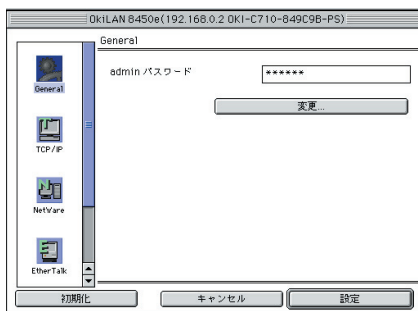 OkiLAN 8450e(192.168.0.2 OKI-C710-849C9B-PS)
General
General
admin パスワード
******
変更...
TCP/IP
NetWare
EtherTalk
初期化
キャンセル
設定